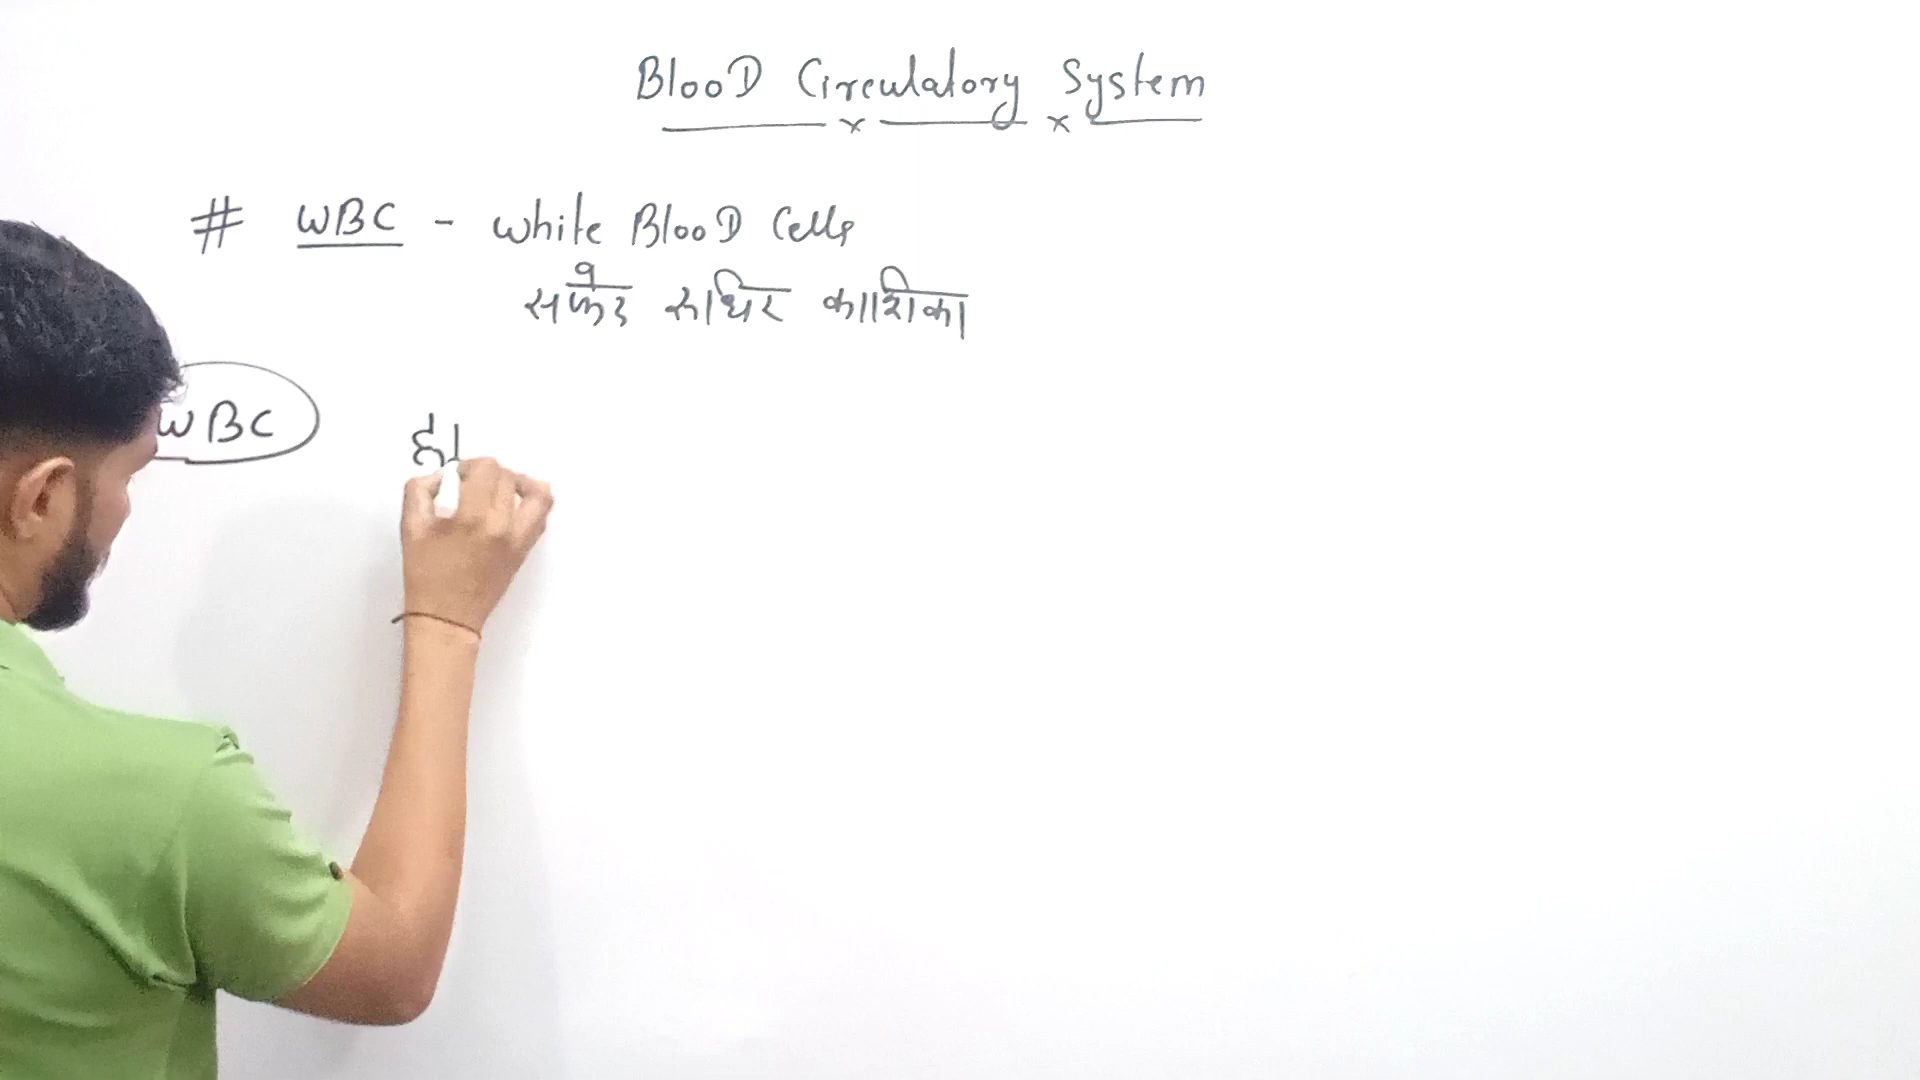 BlooD Circulatory System
# WBC - White BlooD Cells
सफेद रूधिर काशिका
WBC